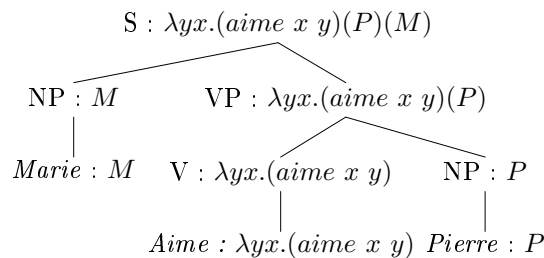 S : λyx.(aime x y)(P)(M)
NP : M VP : λyx.(aime x y)(P)
Marie : M V : λyx.(aime x y) NP : P
Aime : λyx.(aime x y) Pierre : P